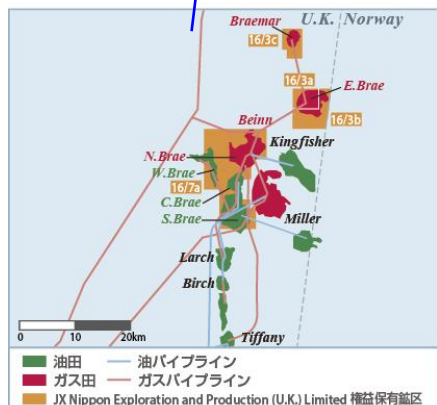 U.K. Norway
Braemar
16/3c
16/3a
E.Brae
16/3b
Beinn
Kingfisher
N.Brae
W.Brae
16/7a
C.Brae
S.Brae
Miller
Larch
Birch
Tiffany
0 10 20km
油田 油パイプライン
ガス田 ガスパイプライン
JX Nippon Exploration and Production (U.K.) Limited 権益保有鉱区